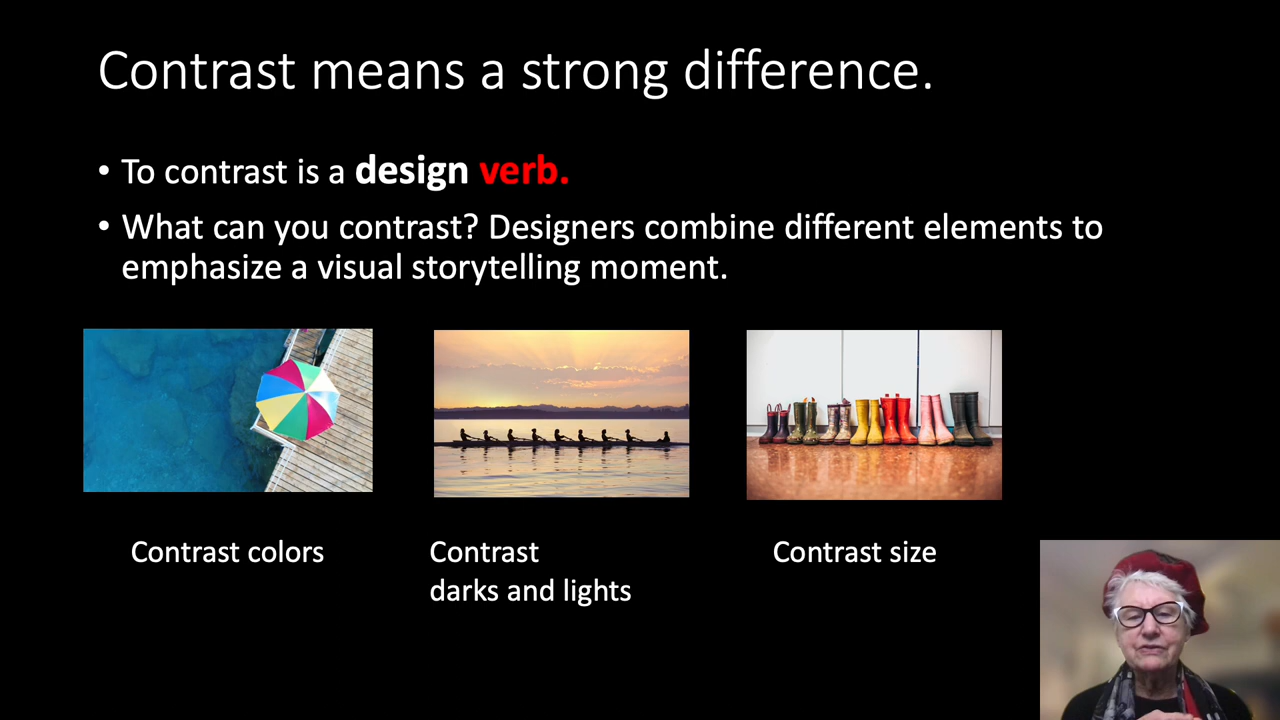 Contrast means a strong difference.
• To contrast is a design verb.
• What can you contrast? Designers combine different elements to
emphasize a visual storytelling moment.
Contrast colors
Contrast
darks and lights
Contrast size